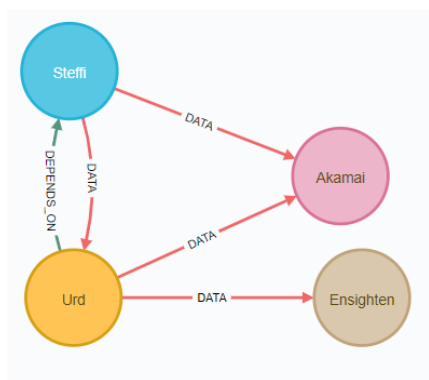 Steffi
DATA
DEPENDS_ON
DATA
Akamai
DATA
Urd
DATA
Ensighten